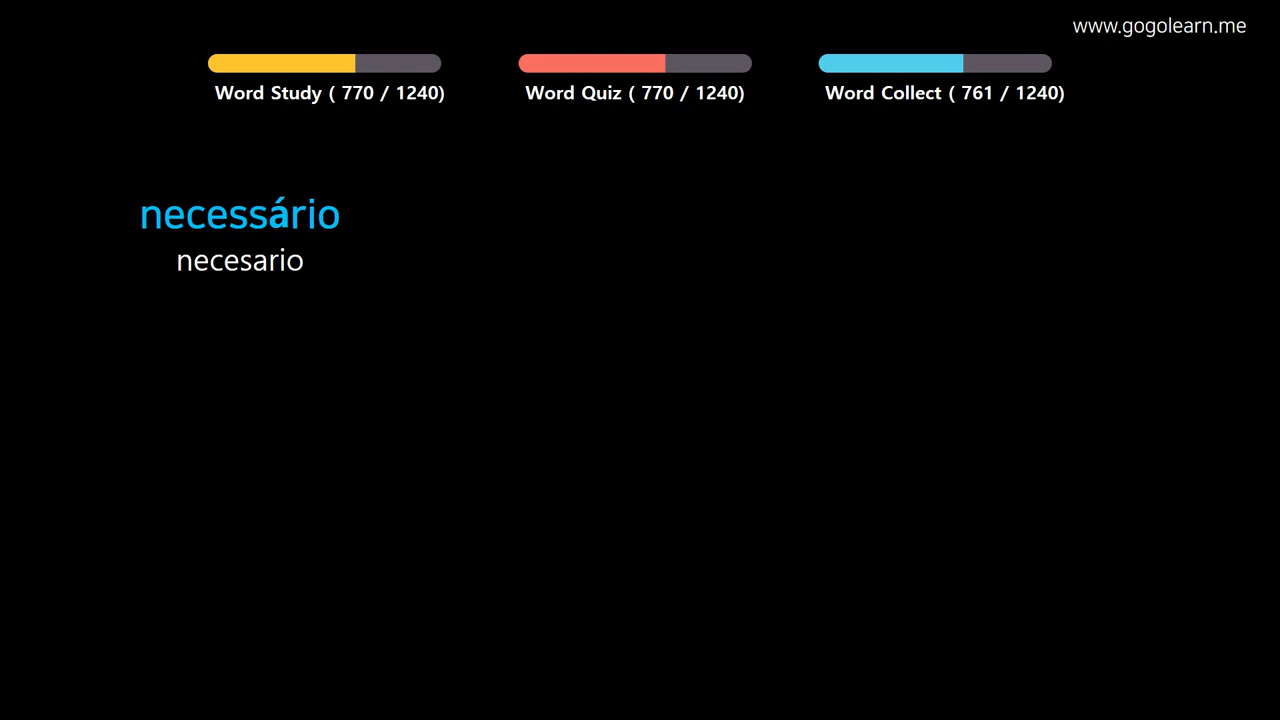 www.gogolearn.me
Word Study ( 770 / 1240)
Word Quiz ( 770 / 1240)
Word Collect ( 761 / 1240)
necessário
necesario